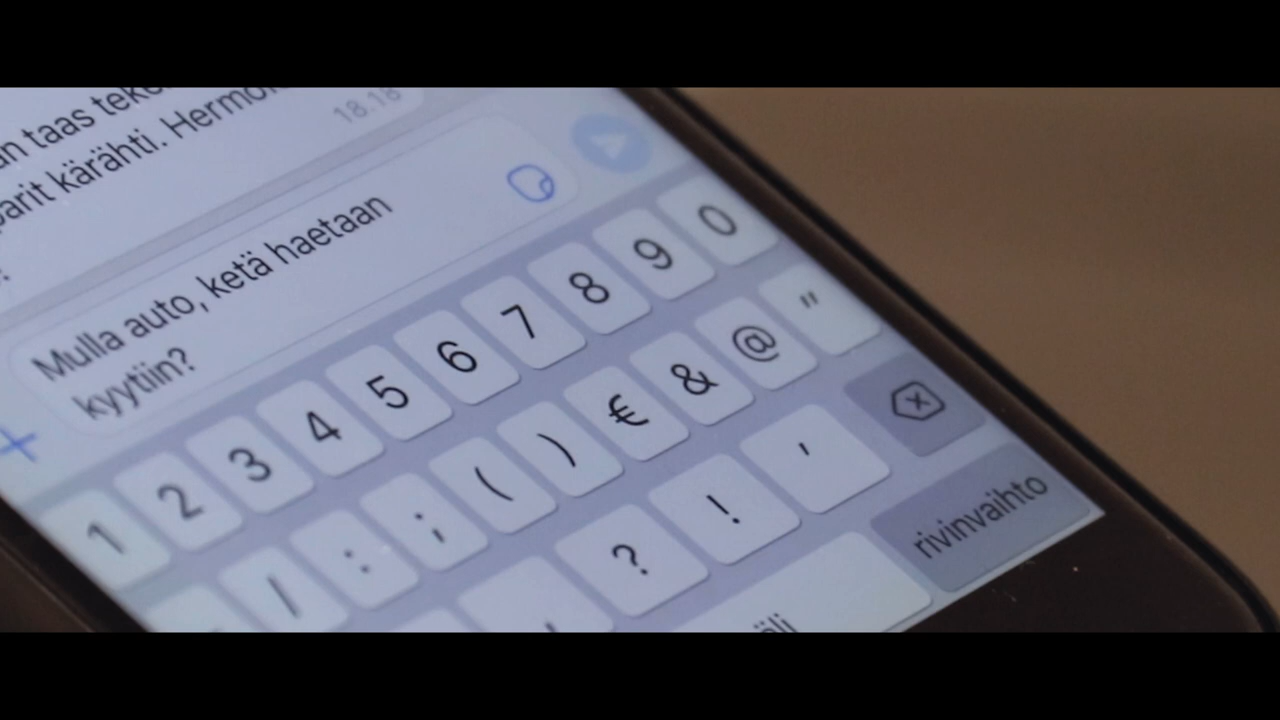 an taas teke
parit kärähti. Hermoi
18.18
Mulla auto, ketä haetaan
kyytiin?
+
1 2 3 4 5 6 7 8 9 0
/ : ; ( ) € & @ "
? ! '
rivinvaihto